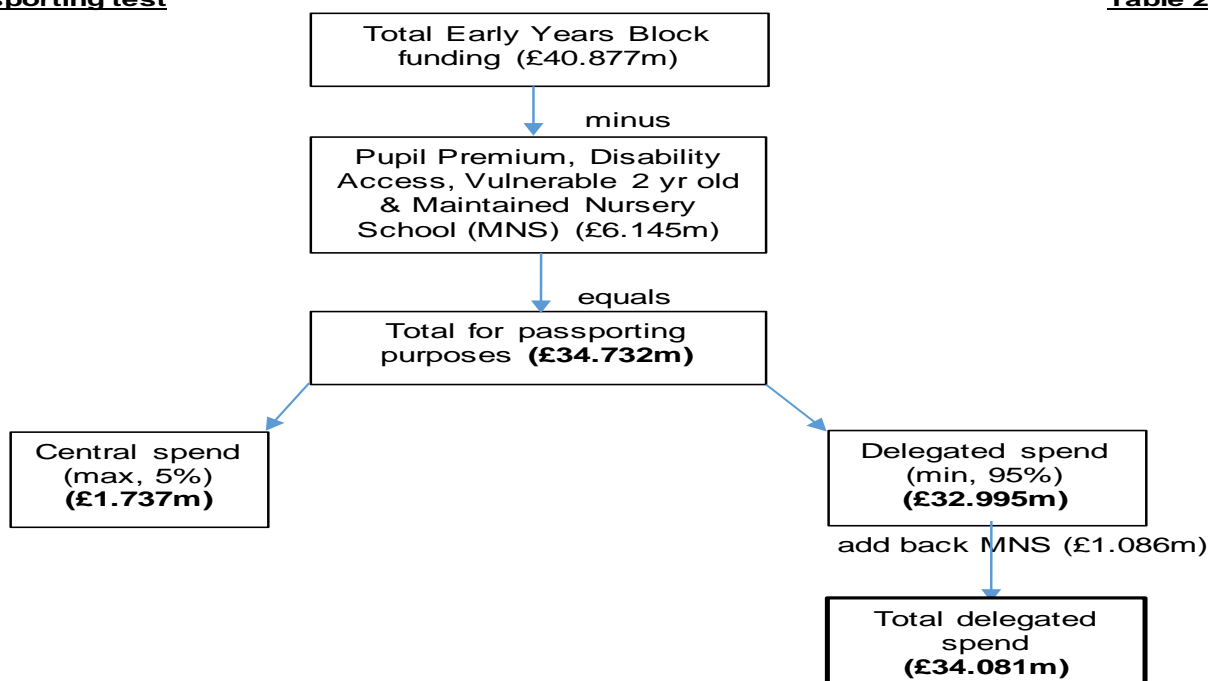 sporting test
Table 2
Total Early Years Block
funding (£40.877m)
minus
Pupil Premium, Disability
Access, Vulnerable 2 yr old
& Maintained Nursery
School (MNS) (£6.145m)
equals
Total for passporting
purposes (£34.732m)
Central spend
(max, 5%)
(£1.737m)
Delegated spend
(min, 95%)
(£32.995m)
add back MNS (£1.086m)
Total delegated
spend
(£34.081m)